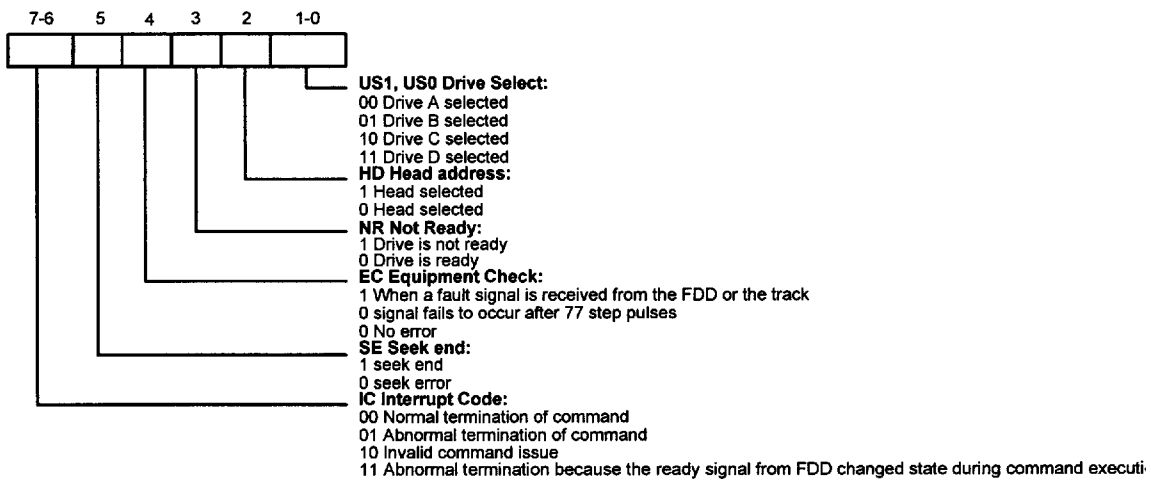 7-6 5 4 3 2 1-0
US1, US0 Drive Select:
00 Drive A selected
01 Drive B selected
10 Drive C selected
11 Drive D selected
HD Head address:
1 Head selected
0 Head selected
NR Not Ready:
1 Drive is not ready
0 Drive is ready
EC Equipment Check:
1 When a fault signal is received from the FDD or the track
0 signal fails to occur after 77 step pulses
0 No error
SE Seek end:
1 seek end
0 seek error
IC Interrupt Code:
00 Normal termination of command
01 Abnormal termination of command
10 Invalid command issue
11 Abnormal termination because the ready signal from FDD changed state during command executi